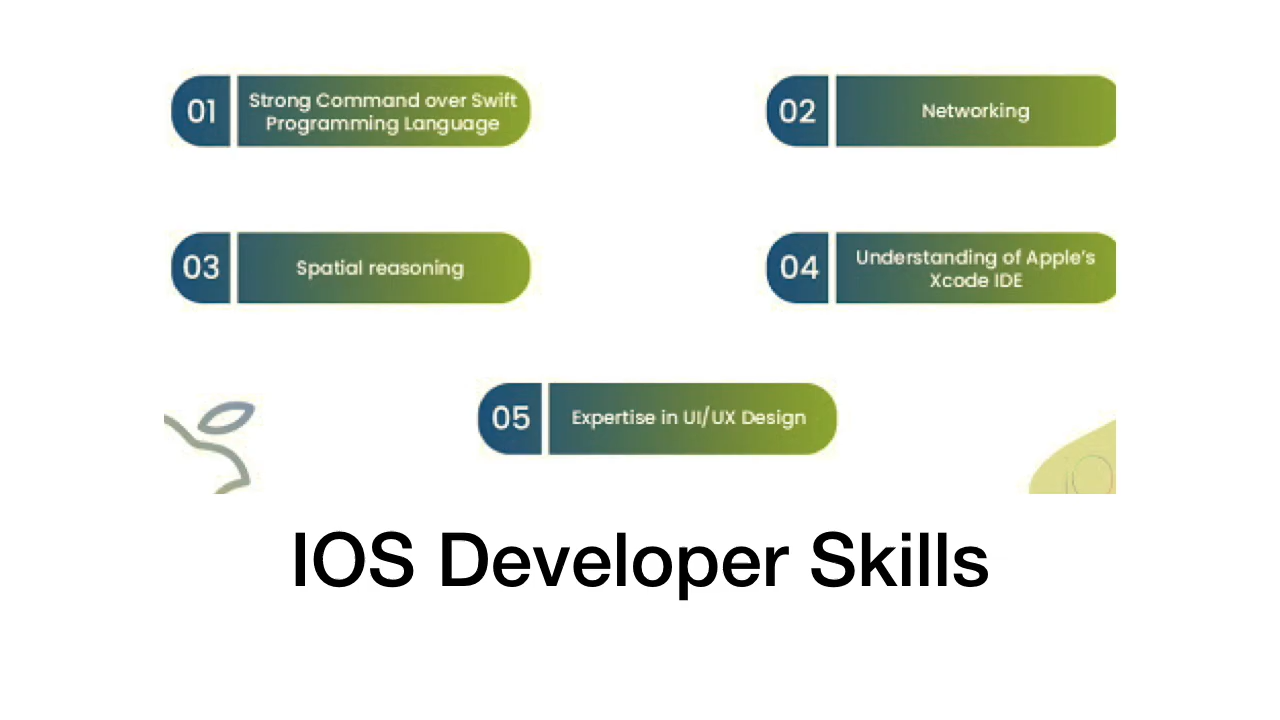 01 Strong Command over Swift
Programming Language
02 Networking
03 Spatial reasoning
04 Understanding of Apple's
Xcode IDE
05 Expertise in UI/UX Design
IOS Developer Skills